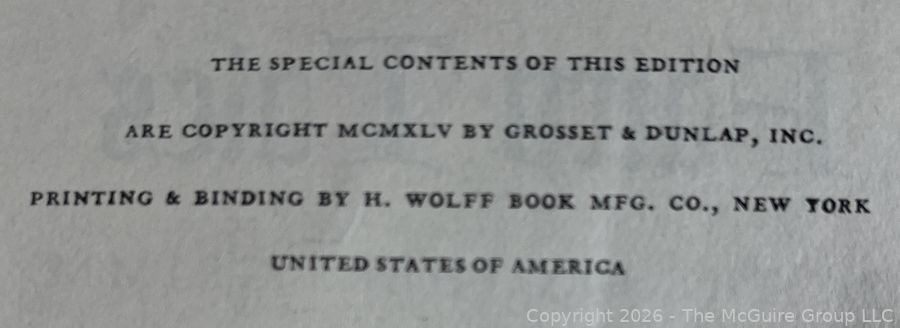 THE SPECIAL CONTENTS OF THIS EDITION
ARE COPYRIGHT MCMXLV BY GROSSET & DUNLAP, INC.
PRINTING & BINDING BY H. WOLFF BOOK MFG. CO., NEW YORK
UNITED STATES OF AMERICA
Copyright 2026 - The McGuire Group LLC